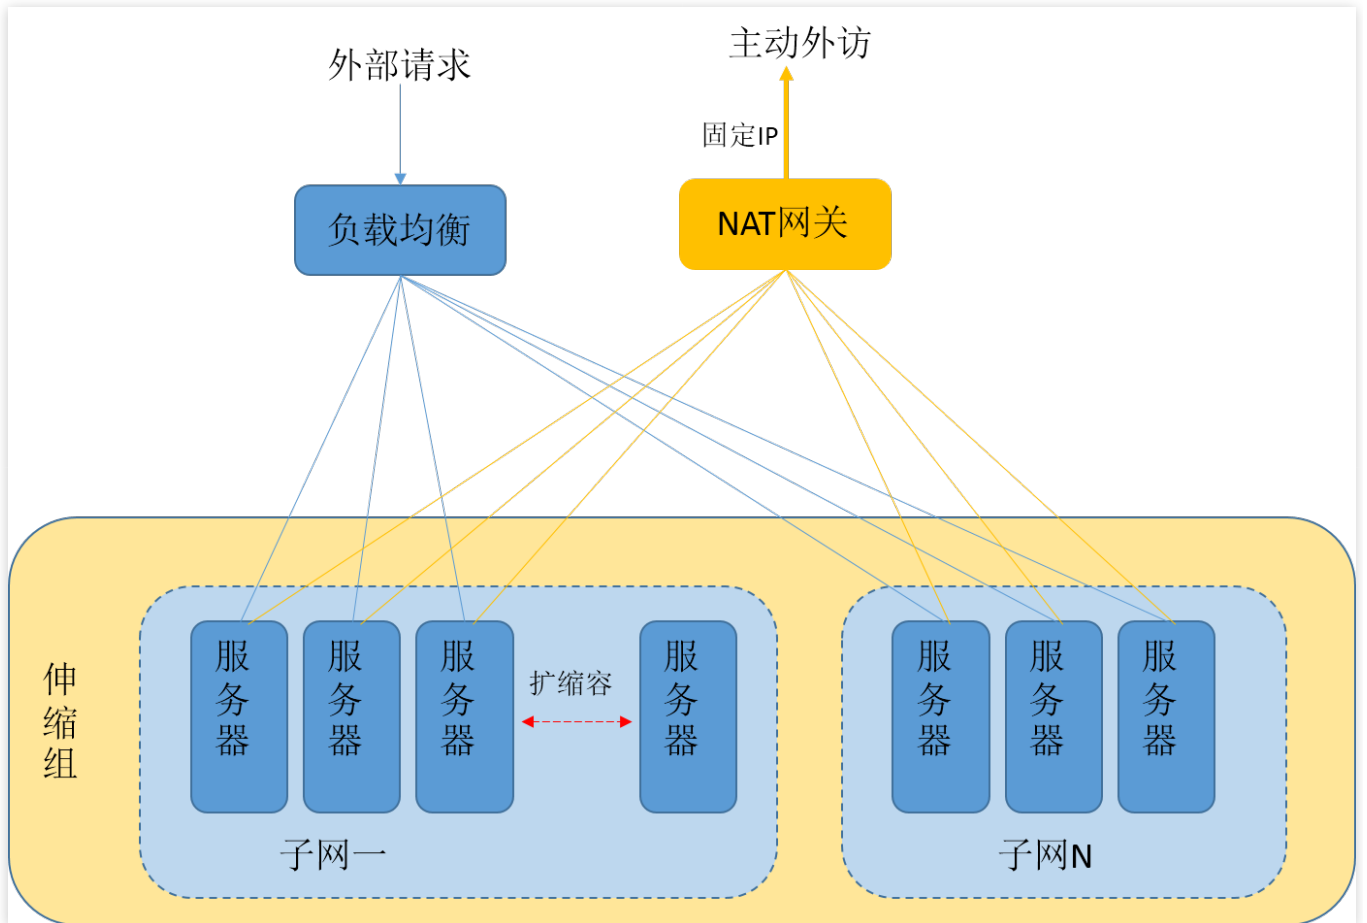 外部请求
主动外访
固定IP
负载均衡
NAT网关
伸缩组
服务器
服务器
服务器
扩缩容
服务器
服务器
服务器
服务器
子网一
子网N